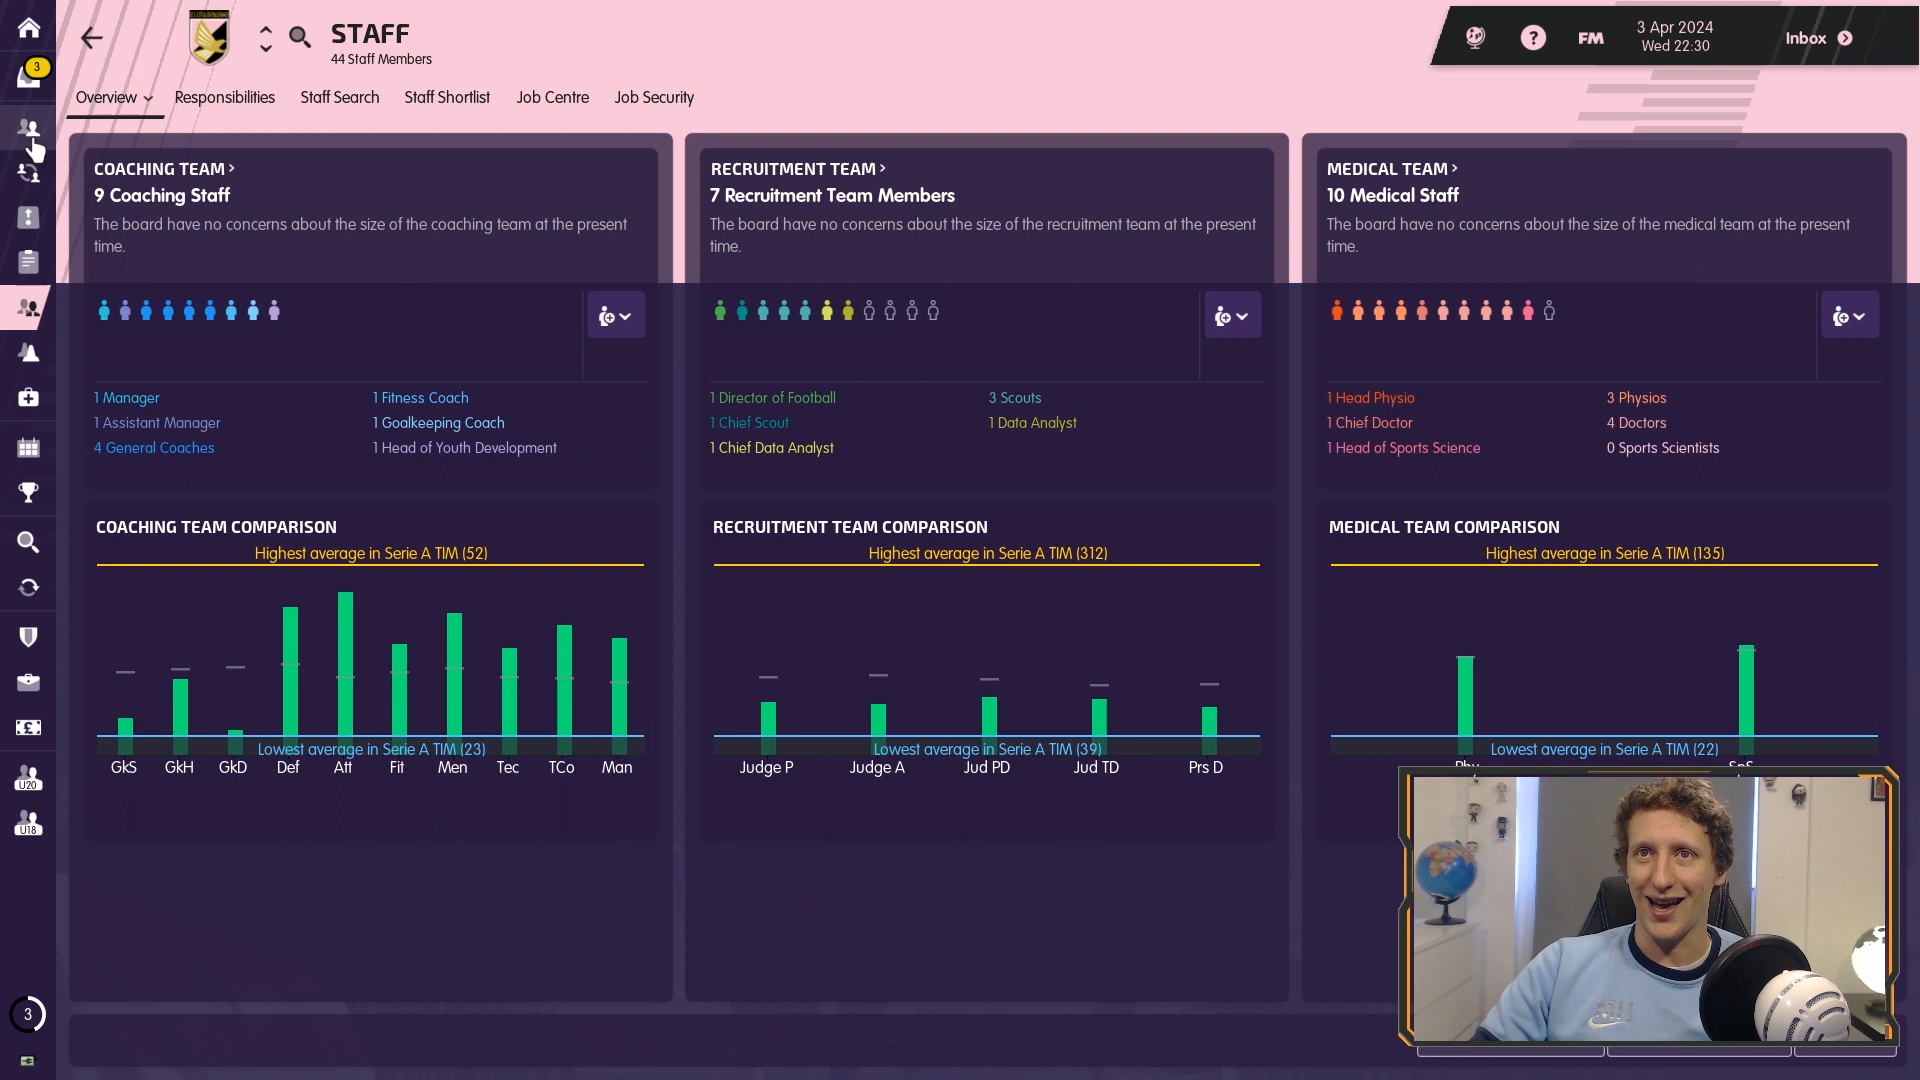 STAFF
44 Staff Members
3 Apr 2024
Wed 22:30
FM
Inbox
3
Overview
Responsibilities
Staff Search
Staff Shortlist
Job Centre
Job Security
COACHING TEAM
9 Coaching Staff
The board have no concerns about the size of the coaching team at the present
time.
1 Manager
1 Fitness Coach
1 Assistant Manager
1 Goalkeeping Coach
4 General Coaches
1 Head of Youth Development
RECRUITMENT TEAM
7 Recruitment Team Members
The board have no concerns about the size of the recruitment team at the present
time.
1 Director of Football
3 Scouts
1 Chief Scout
1 Data Analyst
1 Chief Data Analyst
MEDICAL TEAM
10 Medical Staff
The board have no concerns about the size of the medical team at the present
time.
1 Head Physio
3 Physios
1 Chief Doctor
4 Doctors
1 Head of Sports Science
0 Sports Scientists
COACHING TEAM COMPARISON
Highest average in Serie A TIM (52)
Lowest average in Serie A TIM (23)
GkS GkH GkD Def Att Fit Men Tec TCo Man
RECRUITMENT TEAM COMPARISON
Highest average in Serie A TIM (312)
Lowest average in Serie A TIM (39)
Judge P Judge A Jud PD Jud TD Prs D
MEDICAL TEAM COMPARISON
Highest average in Serie A TIM (135)
Lowest average in Serie A TIM (22)
Phy SpS
U20
U18
3